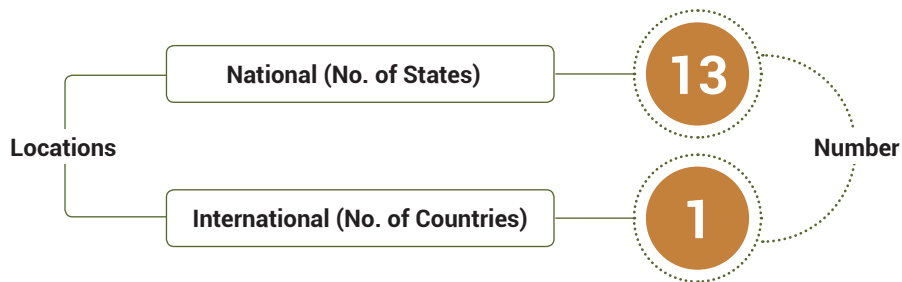 National (No. of States)
13
Locations
Number
International (No. of Countries)
1